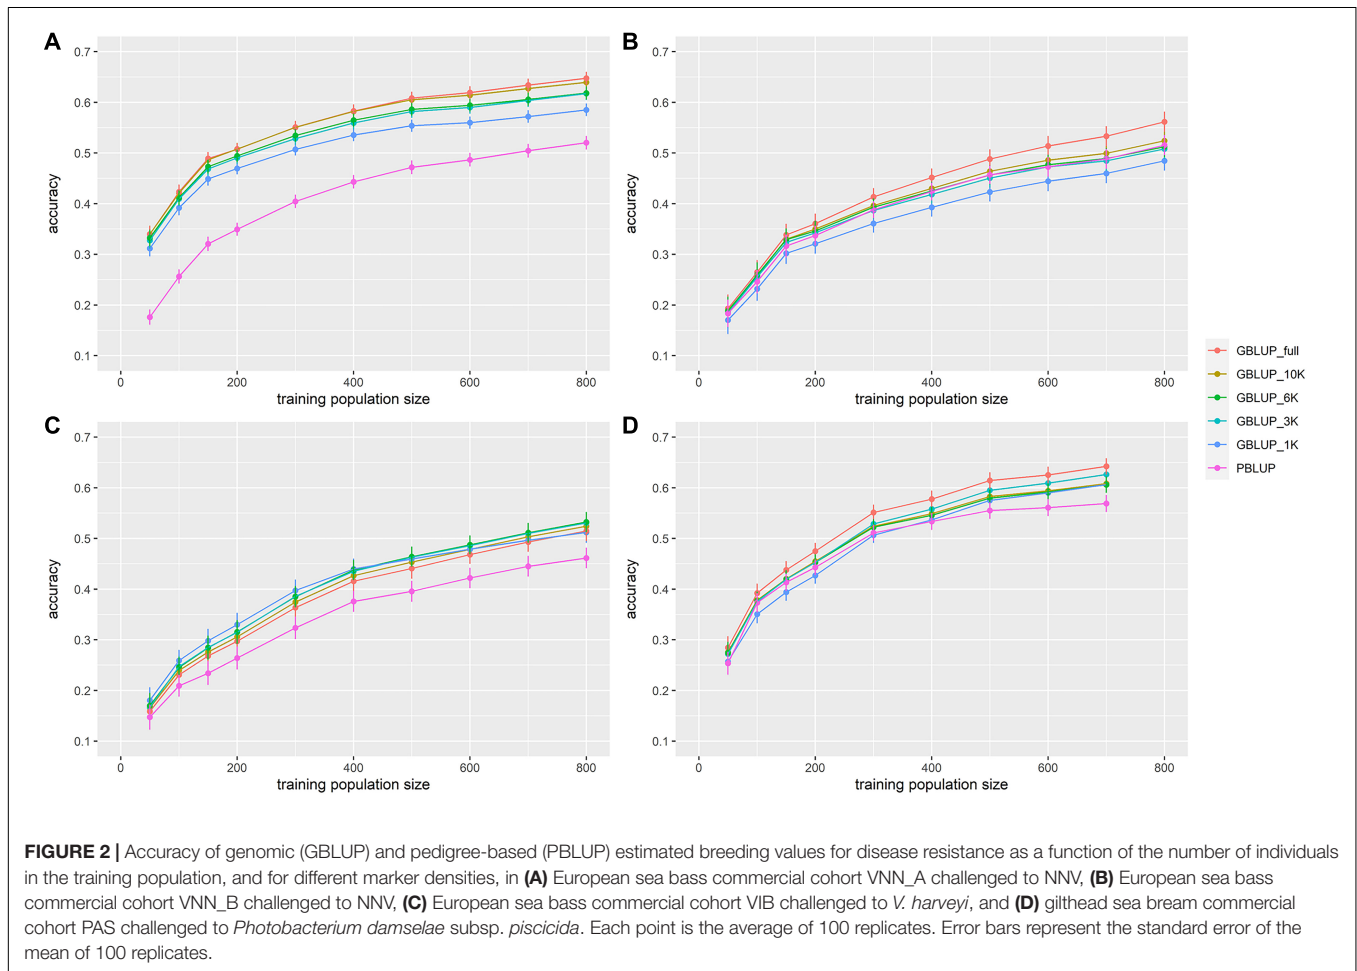 A
0.7
0.6
0.5
0.4
0.3
0.2
0.1
accuracy
0 200 400 600 800
training population size
B
0.7
0.6
0.5
0.4
0.3
0.2
0.1
accuracy
0 200 400 600 800
training population size
C
0.7
0.6
0.5
0.4
0.3
0.2
0.1
accuracy
0 200 400 600 800
training population size
D
0.7
0.6
0.5
0.4
0.3
0.2
0.1
accuracy
0 200 400 600 800
training population size
GBLUP_full
GBLUP_10K
GBLUP_6K
GBLUP_3K
GBLUP_1K
PBLUP
FIGURE 2 | Accuracy of genomic (GBLUP) and pedigree-based (PBLUP) estimated breeding values for disease resistance as a function of the number of individuals
in the training population, and for different marker densities, in (A) European sea bass commercial cohort VNN_A challenged to NNV, (B) European sea bass
commercial cohort VNN_B challenged to NNV, (C) European sea bass commercial cohort VIB challenged to V. harveyi, and (D) gilthead sea bream commercial
cohort PAS challenged to Photobacterium damselae subsp. piscicida. Each point is the average of 100 replicates. Error bars represent the standard error of the
mean of 100 replicates.